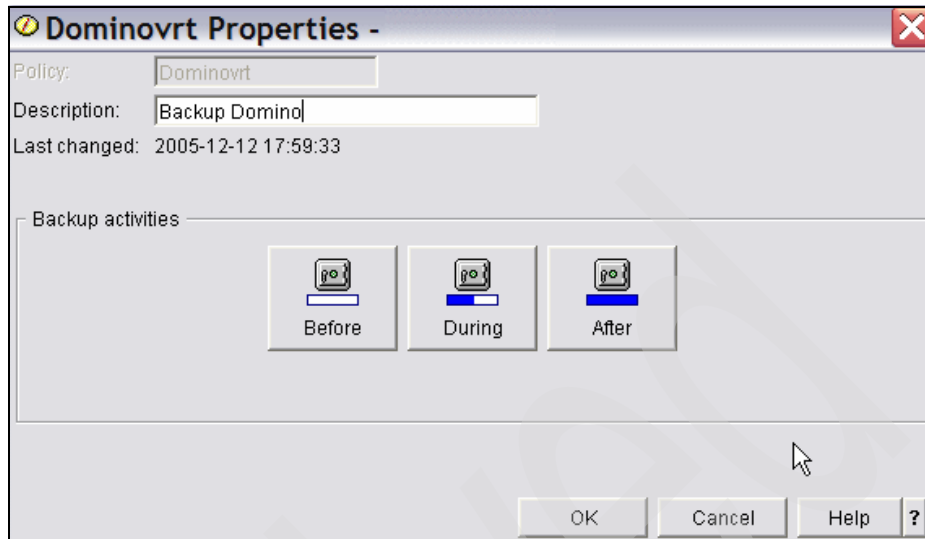 Dominovrt Properties -
Policy: Dominovrt
Description: Backup Domino
Last changed: 2005-12-12 17:59:33
Backup activities
Before During After
OK Cancel Help ?